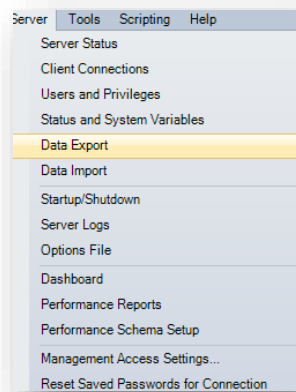 Server Tools Scripting Help
Server Status
Client Connections
Users and Privileges
Status and System Variables
Data Export
Data Import
Startup/Shutdown
Server Logs
Options File
Dashboard
Performance Reports
Performance Schema Setup
Management Access Settings...
Reset Saved Passwords for Connection